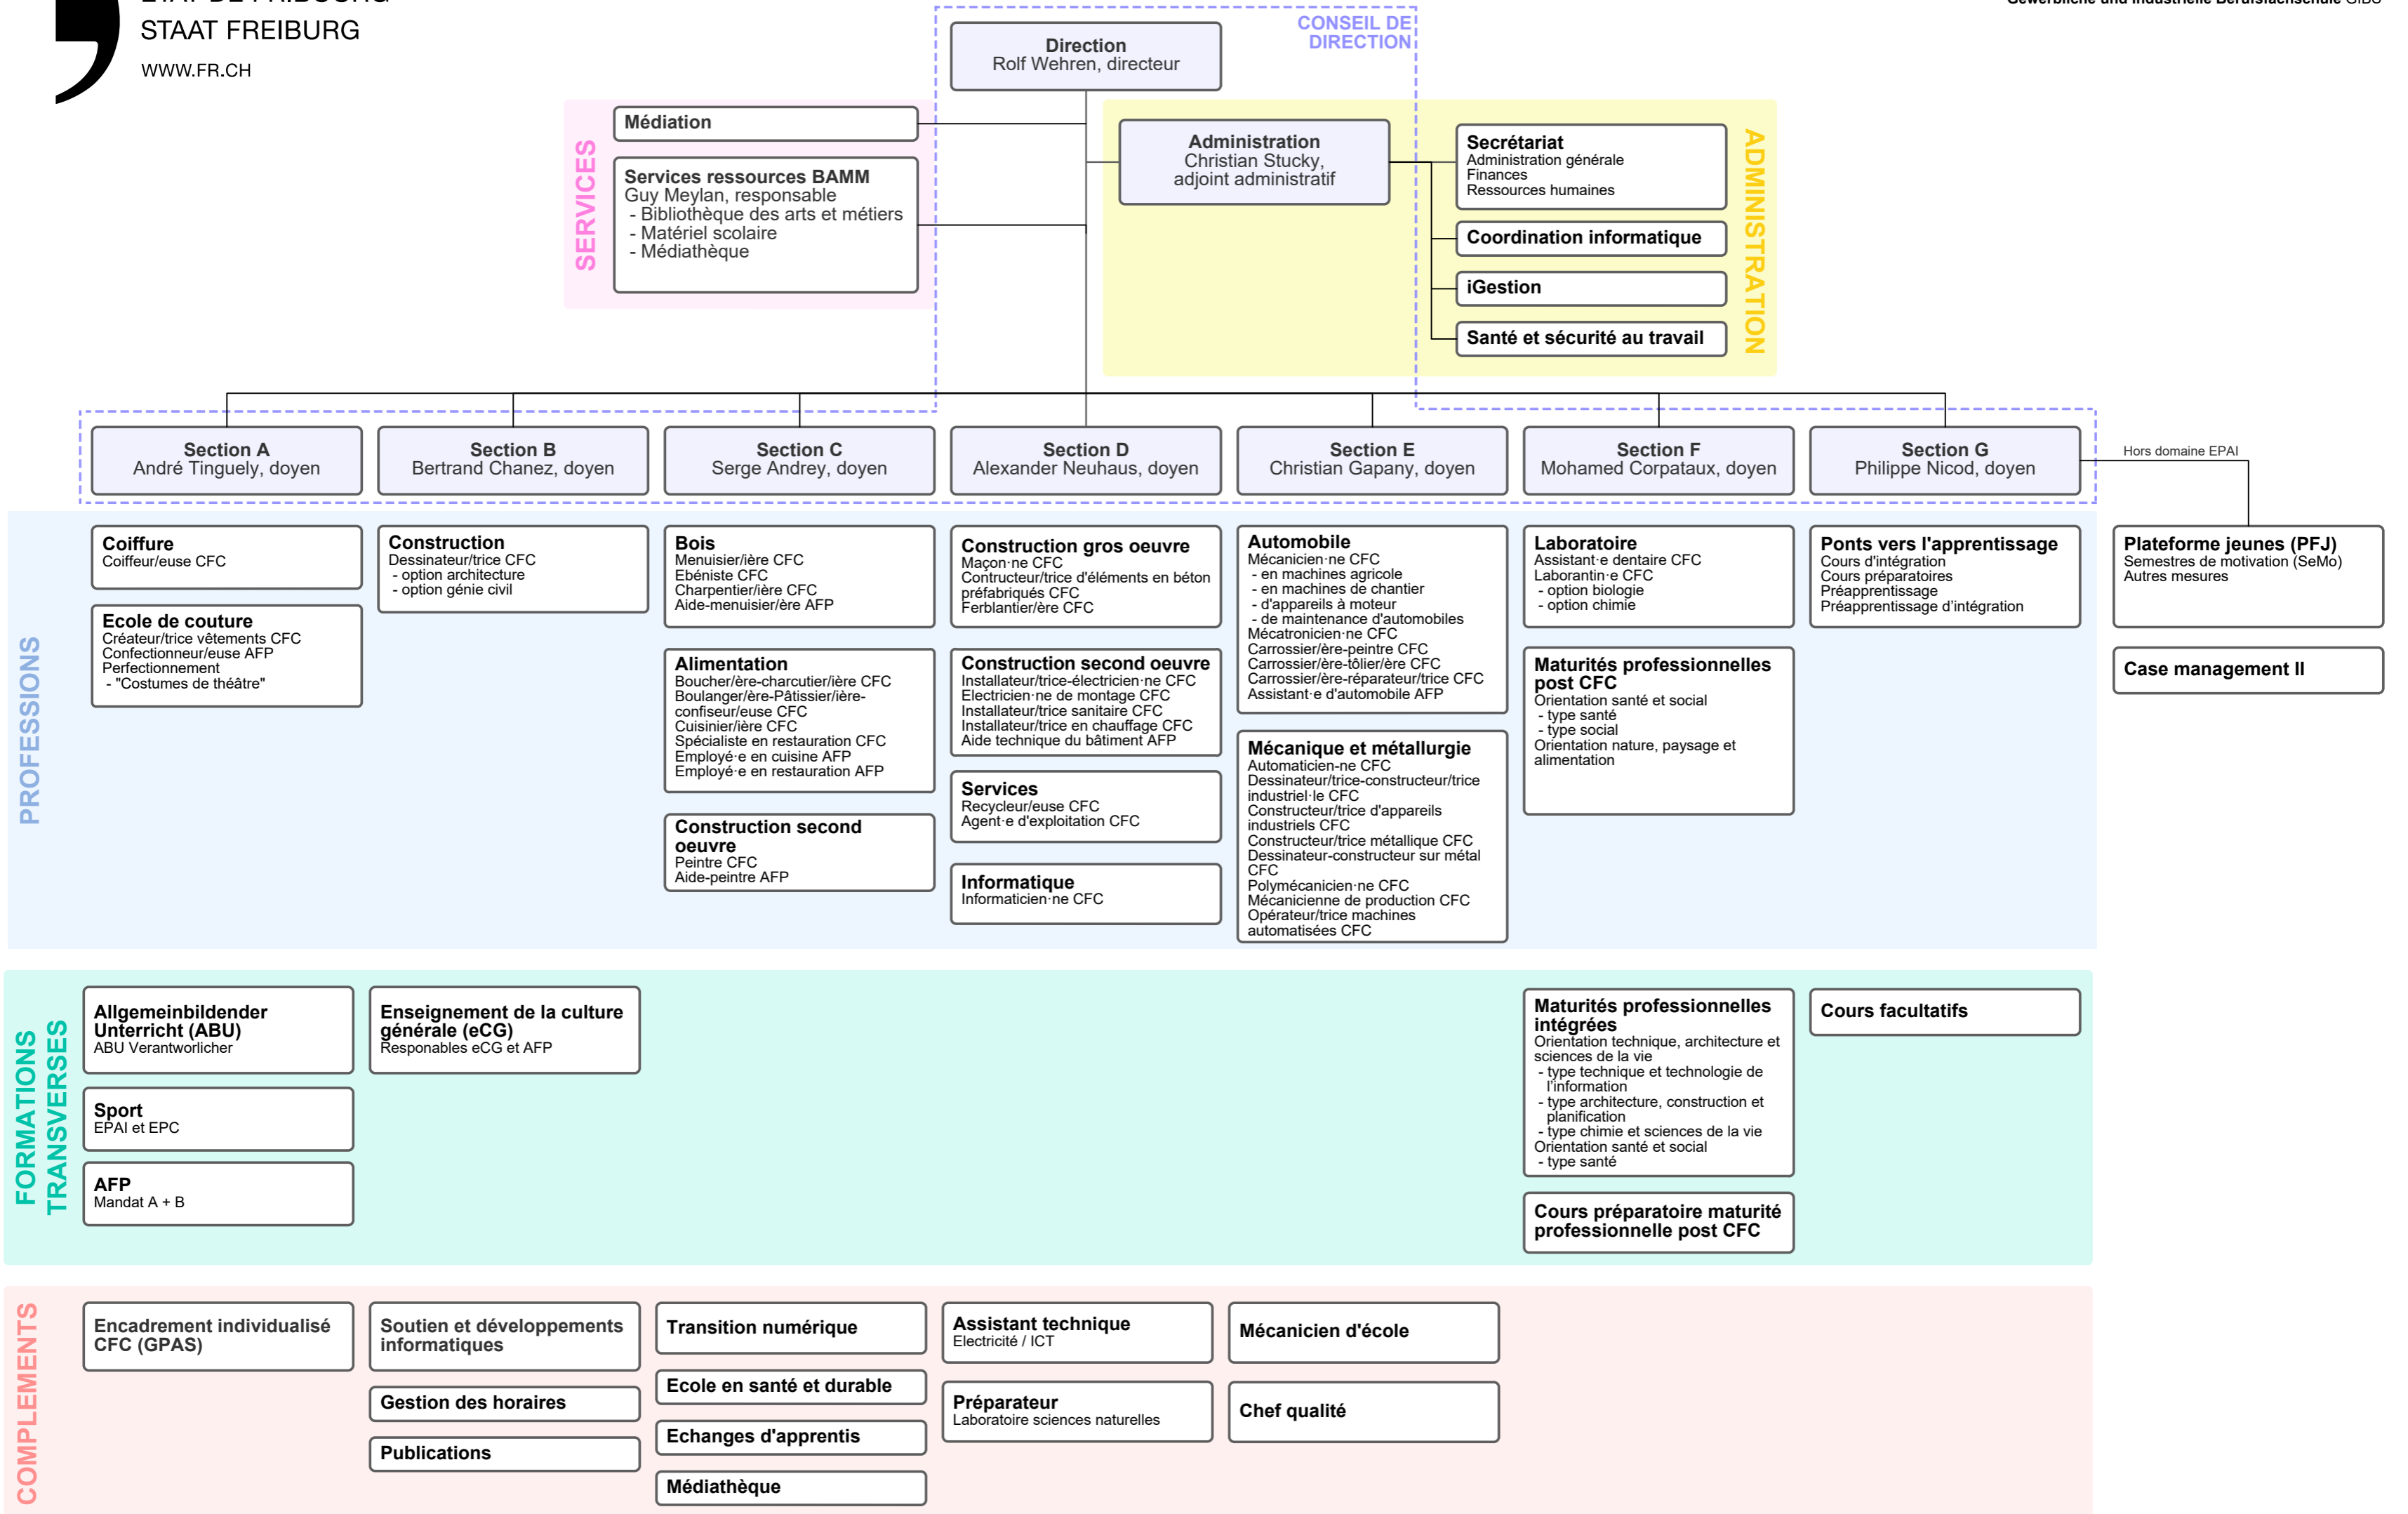 ETAT DE FRIBOURG
STAAT FREIBURG
WWW.FR.CH
Gewerbliche und Industrielle Berufsfachschule GIBS
CONSEIL DE
DIRECTION
Direction
Rolf Wehren, directeur
SERVICES
Médiation
Services ressources BAMM
Guy Meylan, responsable
- Bibliothèque des arts et métiers
- Matériel scolaire
- Médiathèque
Administration
Christian Stucky,
adjoint administratif
Secrétariat
Administration générale
Finances
Ressources humaines
Coordination informatique
iGestion
Santé et sécurité au travail
ADMINISTRATION
Section A
André Tinguely, doyen
Section B
Bertrand Chanez, doyen
Section C
Serge Andrey, doyen
Section D
Alexander Neuhaus, doyen
Section E
Christian Gapany, doyen
Section F
Mohamed Corpataux, doyen
Section G
Philippe Nicod, doyen
Hors domaine EPAI
PROFESSIONS
Coiffure
Coiffeur/euse CFC
Ecole de couture
Créateur/trice vêtements CFC
Confectionneur/euse AFP
Perfectionnement
- "Costumes de théâtre"
Construction
Dessinateur/trice CFC
- option architecture
- option génie civil
Bois
Menuisier/ière CFC
Ebéniste CFC
Charpentier/ière CFC
Aide-menuisier/ère AFP
Alimentation
Boucher/ère-charcutier/ière CFC
Boulanger/ère-Pâtissier/ière-
confiseur/euse CFC
Cuisinier/ière CFC
Spécialiste en restauration CFC
Employé·e en cuisine AFP
Employé·e en restauration AFP
Construction second
oeuvre
Peintre CFC
Aide-peintre AFP
Construction gros oeuvre
Maçon·ne CFC
Contructeur/trice d'éléments en béton
préfabriqués CFC
Ferblantier/ère CFC
Construction second oeuvre
Installateur/trice-électricien·ne CFC
Electricien·ne de montage CFC
Installateur/trice sanitaire CFC
Installateur/trice en chauffage CFC
Aide technique du bâtiment AFP
Services
Recycleur/euse CFC
Agent·e d'exploitation CFC
Informatique
Informaticien·ne CFC
Automobile
Mécanicien·ne CFC
- en machines agricole
- en machines de chantier
- d'appareils à moteur
- de maintenance d'automobiles
Mécatronicien·ne CFC
Carrossier/ère-peintre CFC
Carrossier/ère-tôlier/ère CFC
Carrossier/ère-réparateur/trice CFC
Assistant·e d'automobile AFP
Mécanique et métallurgie
Automaticien-ne CFC
Dessinateur/trice-constructeur/trice
industriel·le CFC
Constructeur/trice d'appareils
industriels CFC
Constructeur/trice métallique CFC
Dessinateur-constructeur sur métal
CFC
Polymécanicien·ne CFC
Mécanicienne de production CFC
Opérateur/trice machines
automatisées CFC
Laboratoire
Assistant·e dentaire CFC
Laborantin·e CFC
- option biologie
- option chimie
Maturités professionnelles
post CFC
Orientation santé et social
- type santé
- type social
Orientation nature, paysage et
alimentation
Ponts vers l'apprentissage
Cours d'intégration
Cours préparatoires
Préapprentissage
Préapprentissage d'intégration
Plateforme jeunes (PFJ)
Semestres de motivation (SeMo)
Autres mesures
Case management II
FORMATIONS
TRANSVERSES
Allgemeinbildender
Unterricht (ABU)
ABU Verantworlicher
Sport
EPAI et EPC
AFP
Mandat A + B
Enseignement de la culture
générale (eCG)
Responables eCG et AFP
Maturités professionnelles
intégrées
Orientation technique, architecture et
sciences de la vie
- type technique et technologie de
l'information
- type architecture, construction et
planification
- type chimie et sciences de la vie
Orientation santé et social
- type santé
Cours préparatoire maturité
professionnelle post CFC
Cours facultatifs
COMPLEMENTS
Encadrement individualisé
CFC (GPAS)
Soutien et développements
informatiques
Gestion des horaires
Publications
Transition numérique
Ecole en santé et durable
Echanges d'apprentis
Médiathèque
Assistant technique
Electricité / ICT
Préparateur
Laboratoire sciences naturelles
Mécanicien d'école
Chef qualité